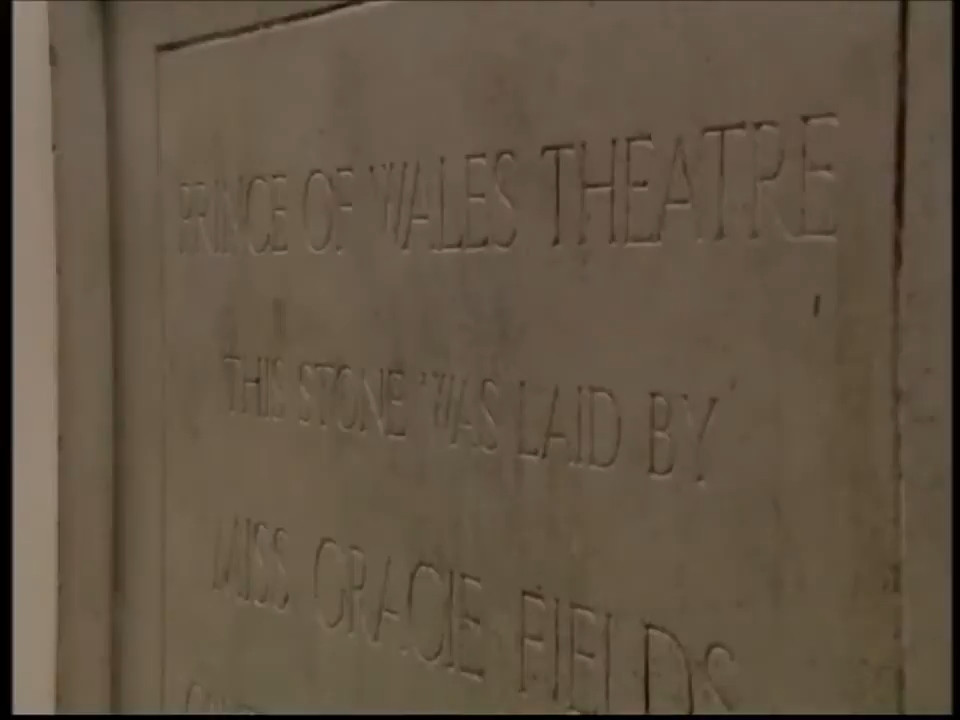 PRINCE OF WALES THEATRE
THIS STONE WAS LAID BY
MISS GRACIE FIELDS